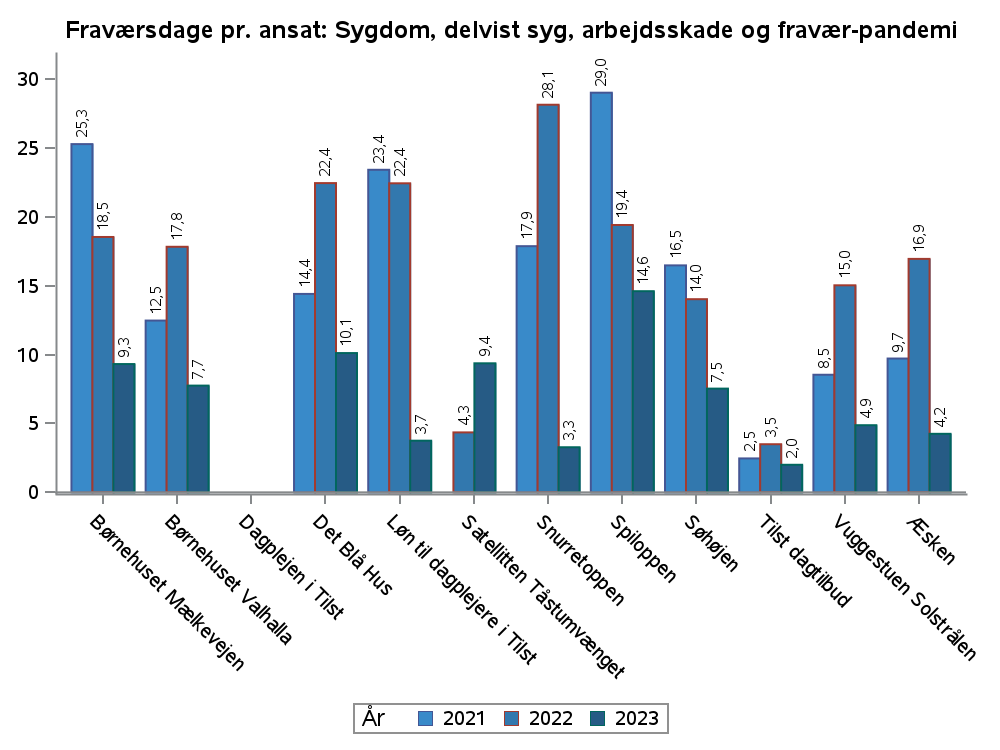 Fraværsdage pr. ansat: Sygdom, delvist syg, arbejdsskade og fravær-pandemi
30
25
20
15
10
5
0
25,3
18,5
9,3
12,5
17,8
7,7
14,4
22,4
10,1
23,4
22,4
3,7
4,3
9,4
17,9
28,1
3,3
29,0
19,4
14,6
16,5
14,0
7,5
2,5
3,5
2,0
8,5
15,0
4,9
9,7
16,9
4,2
Børnehuset Mælkevejen
Børnehuset Valhalla
Dagplejen i Tilst
Det Blå Hus
Løn til dagplejere i Tilst
Satellitten Tåstumvænget
Snurretoppen
Spiloppen
Søhøjen
Tilst dagtilbud
Vuggestuen Solstrålen
Æsken
År 2021 2022 2023